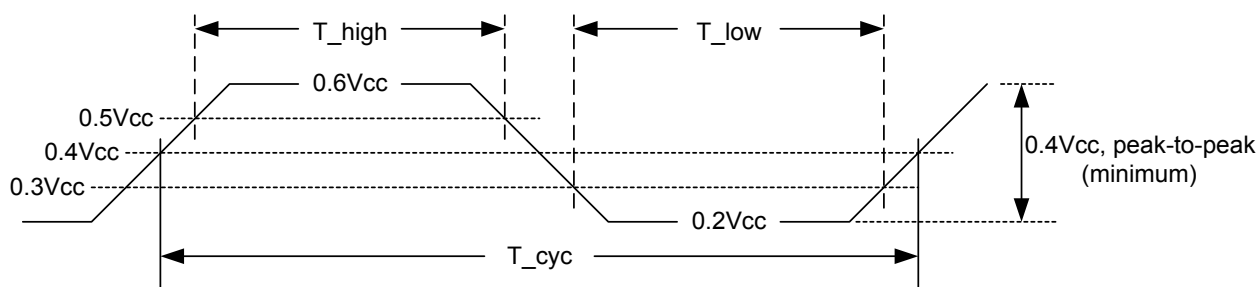 T_high
T_low
0.6Vcc
0.5Vcc
0.4Vcc
0.4Vcc, peak-to-peak
(minimum)
0.3Vcc
0.2Vcc
T_cyc